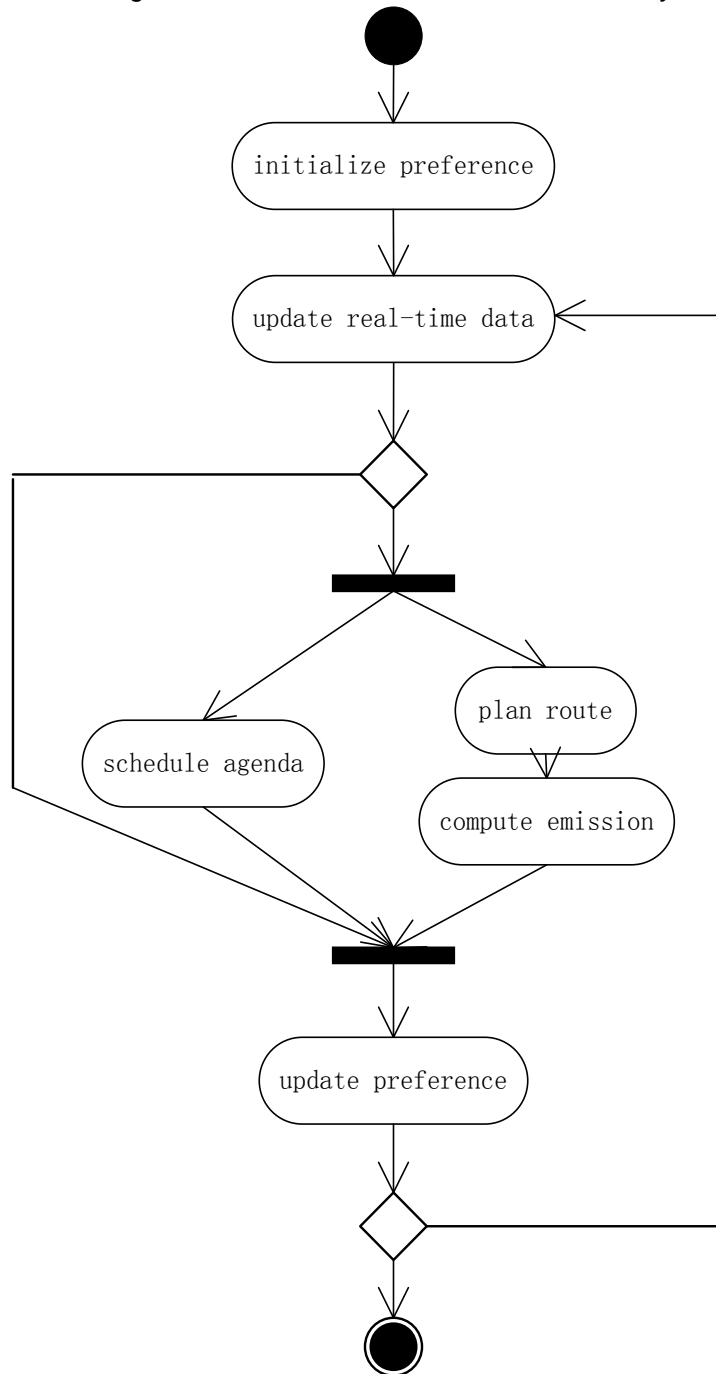 initialize preference
update real-time data
plan route
schedule agenda
compute emission
update preference